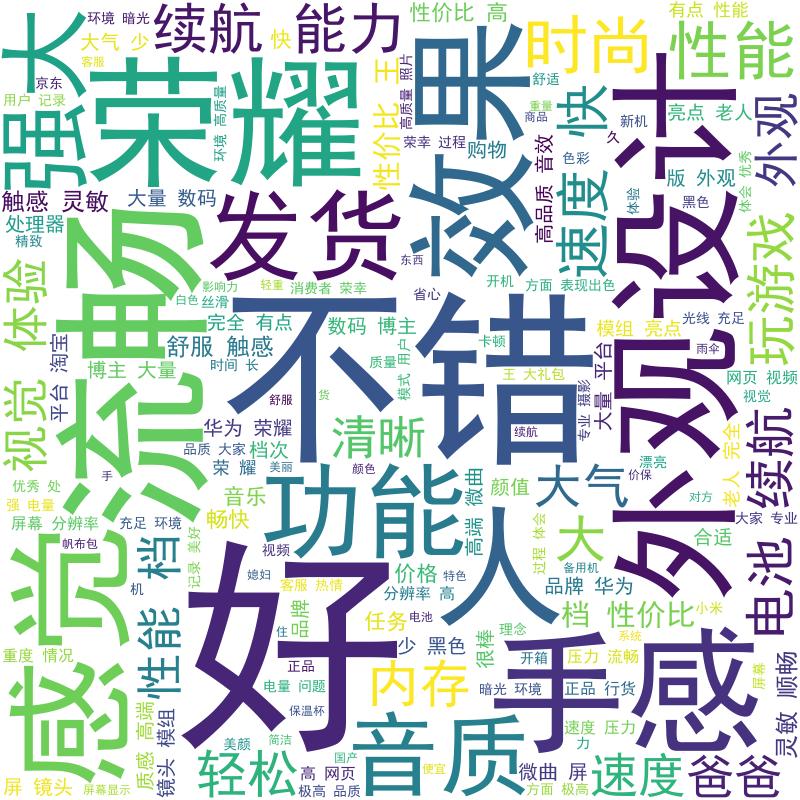 环境 暗光
大气 少
客服
快
续航 能力
性价比 高
有点 性能
时尚
性能
强大
京东
用户 记录
荣耀
环境 高质量
性价比 王
高质量 照片
效果
舒适
重量
商品
快
新机
亮点 老人
外观
外观设计
荣幸 过程
久
购物
高品质 音效
色彩
速度
版 外观
体验
黑色
体会 优秀
触感 灵敏
大量 数码
处理器
精致
发货
流畅
东西
开机
方面 表现出色
玩游戏
视觉 体验
影响力
轻重
消费者 荣幸
白色
丝滑
省心
不错
完全 有点
数码 博主
模组 亮点
光线 充足
平台 淘宝
舒服 触感
质量
模式 用户
卡顿
大量 平台
雨伞
博主 大量
时间 长
王 大礼包
网页 视频
舒服
货
专业 摄影
视觉
华为 荣耀
清晰
续航
品质 大家
档次
漂亮
老人 完全
续航
荣 耀
美丽
颜色
价保
优秀 处
强 电量
音乐
功能
高端 微曲
颜值
大气
对方
屏幕 分辨率
充足 环境
畅快
大
大家 专业
感觉
帆布包
性能 档
记录 美好
视频
人
过程 体会
合适
电池
机
手
媳妇
好
价格
特色
备用机
品牌 华为
客服 热情
分辨率 高
品牌
任务
电池
档 性价比
小米
住
少 黑色
很棒
理念
系统
重度 情况
正品
开箱
压力 流畅
手感
屏幕
电量 问题
内存
暗光 环境
正品 行货
灵敏 顺畅
质感 高端
镜头 模组
保温杯
音质
速度 压力
力
美颜
简洁
国产
屏 镜头
屏幕显示
轻松
高 网页
便宜
微曲 屏
速度
爸爸
极高 品质
方面 极高